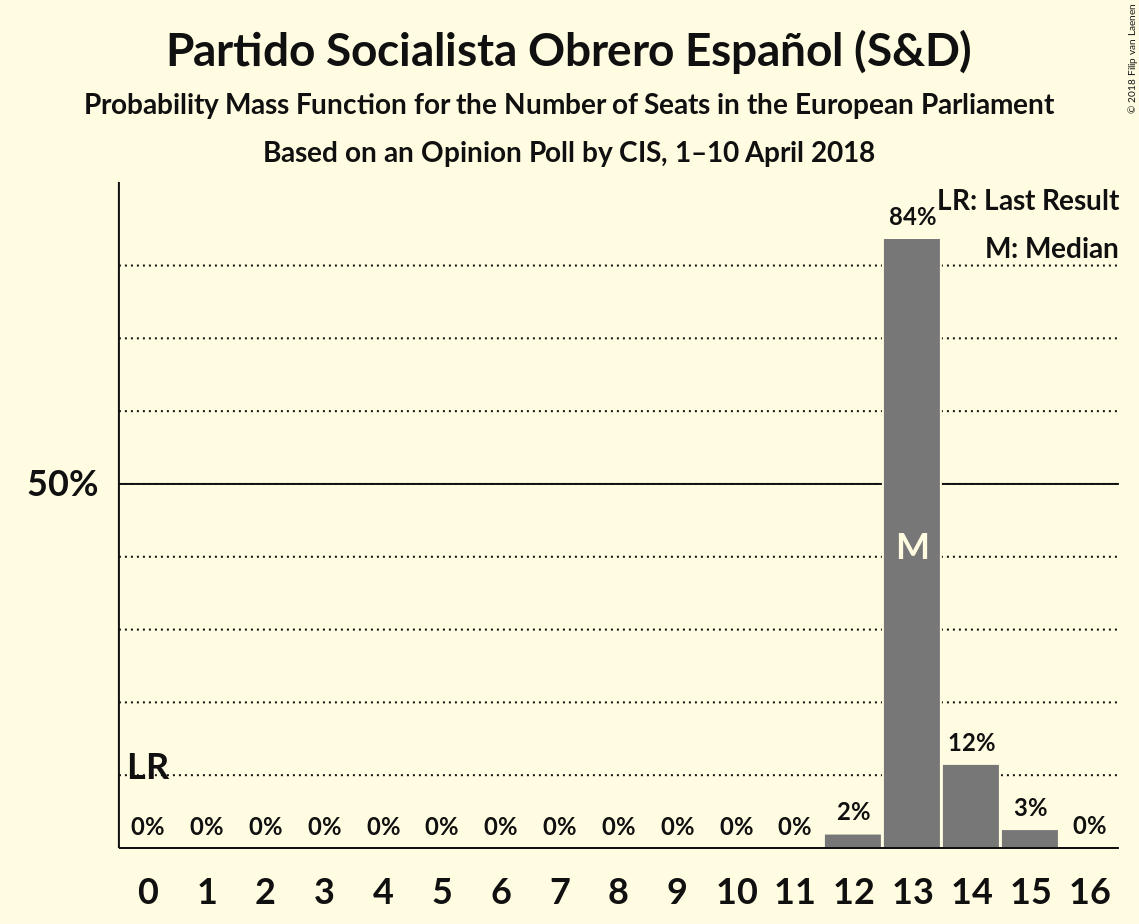 Partido Socialista Obrero Español (S&D)
Probability Mass Function for the Number of Seats in the European Parliament
Based on an Opinion Poll by CIS, 1–10 April 2018
© 2018 Filip van Laenen
LR: Last Result
M: Median
84%
50%
M
LR
12%
0% 0% 0% 0% 0% 0% 0% 0% 0% 0% 0% 0% 2% 3% 0%
0 1 2 3 4 5 6 7 8 9 10 11 12 13 14 15 16